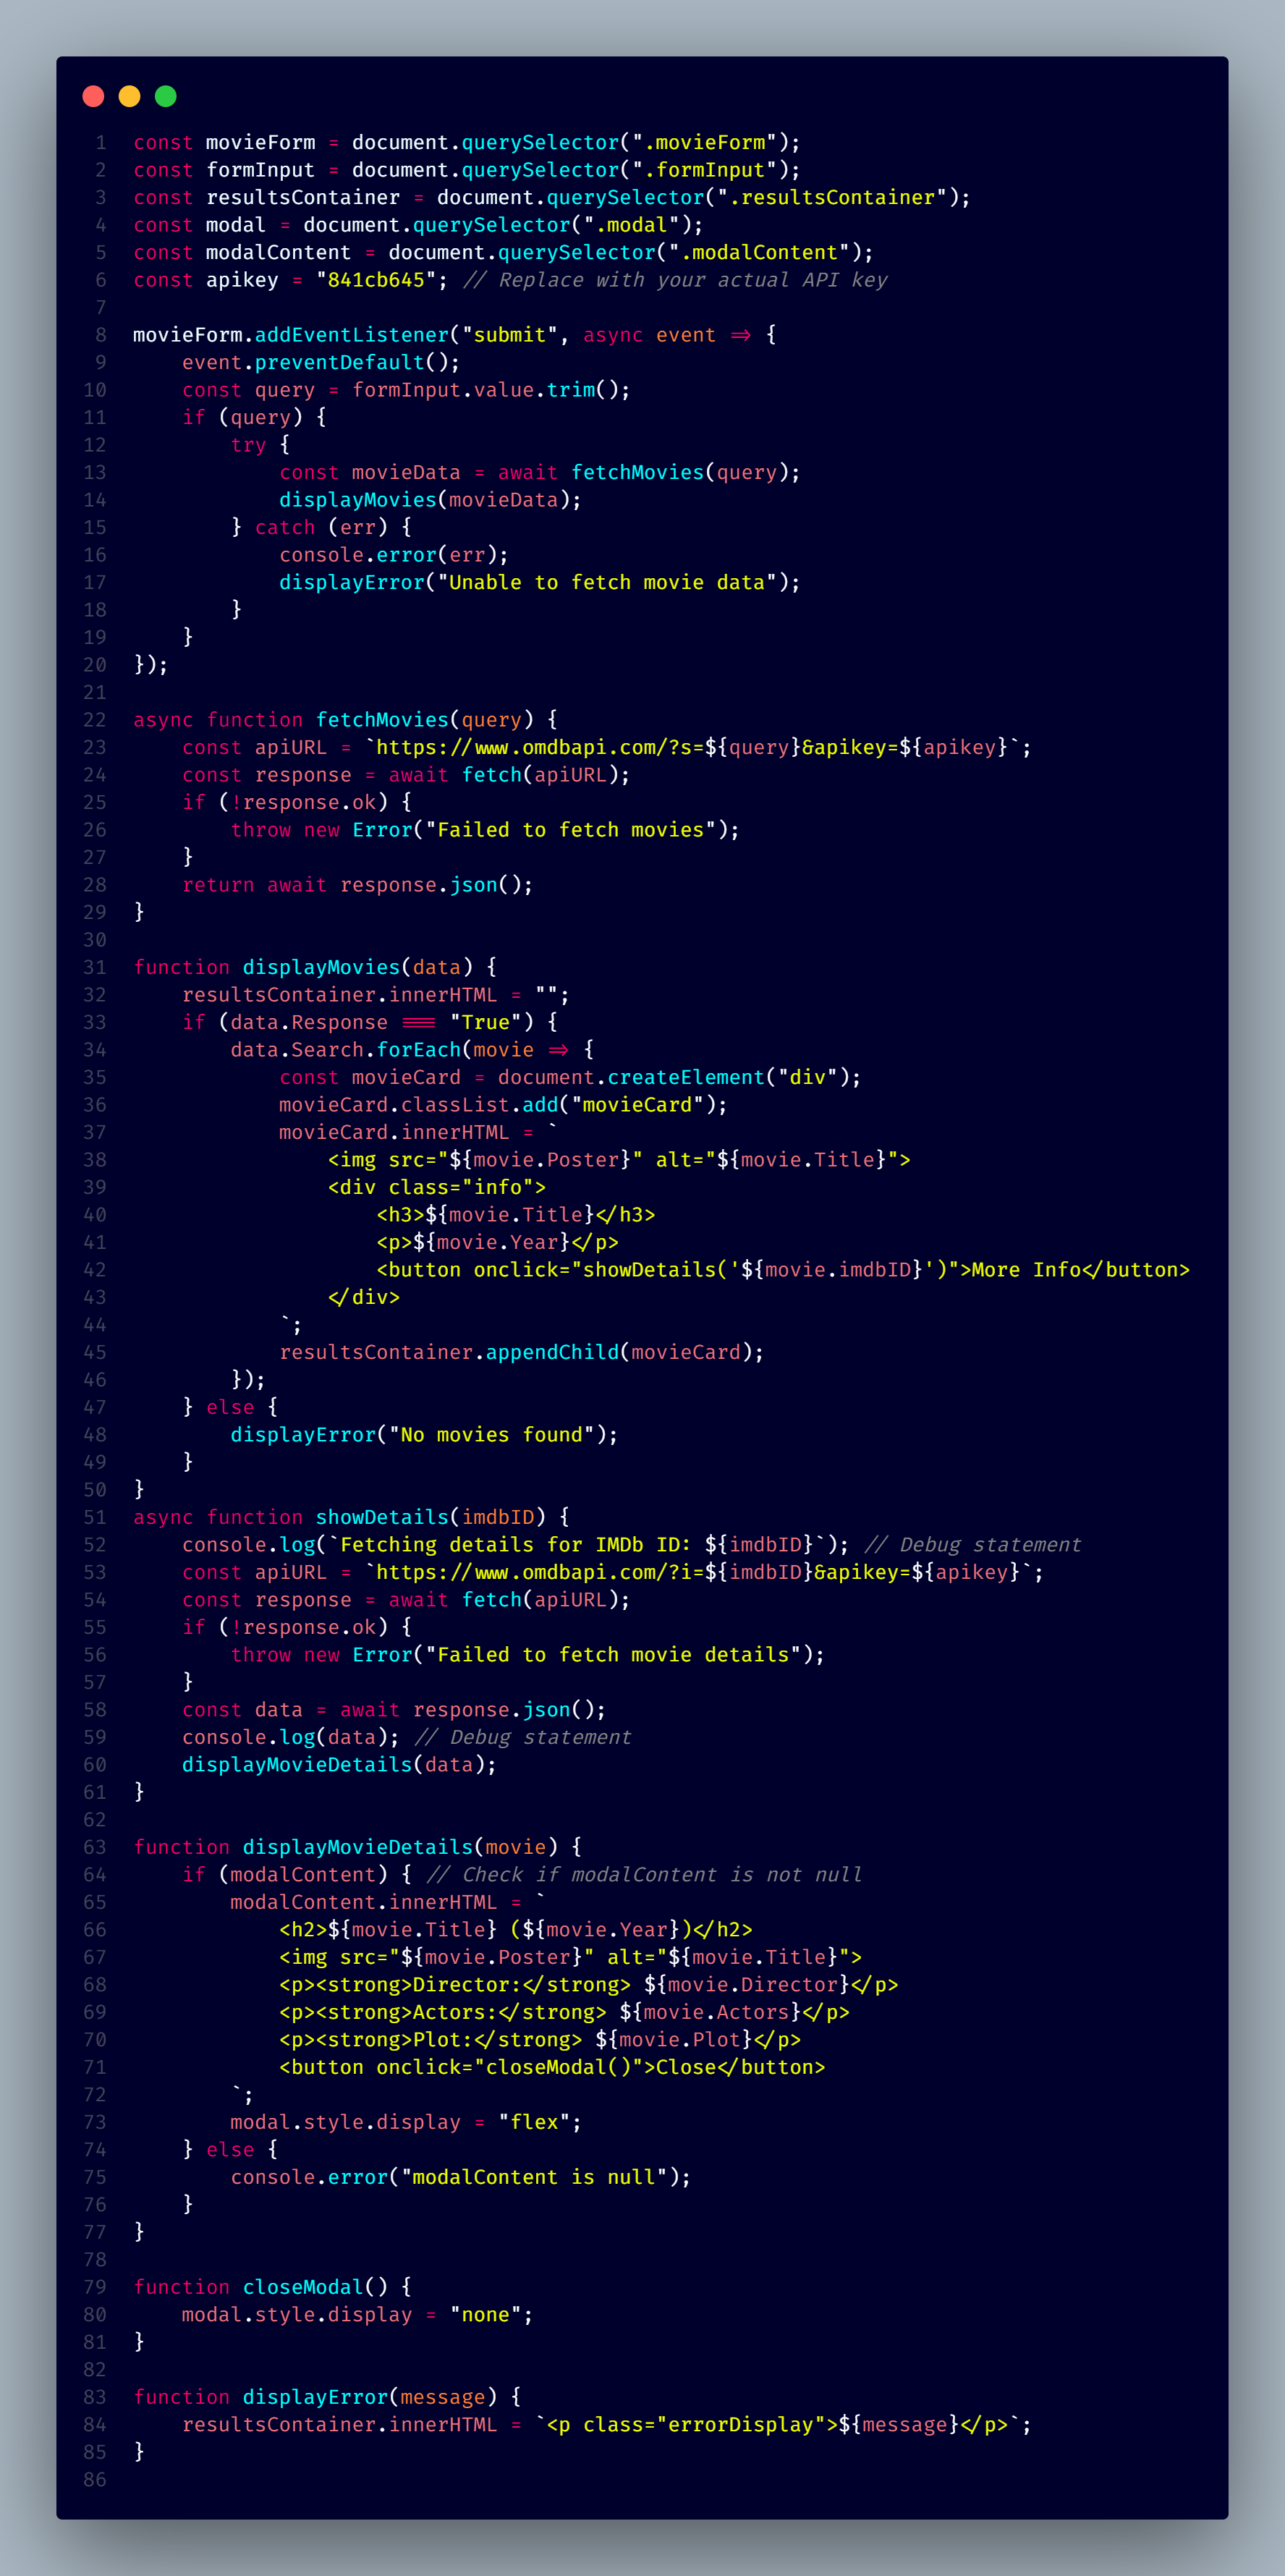 1 const movieForm = document.querySelector(".movieForm");
2 const formInput = document.querySelector(".formInput");
3 const resultsContainer = document.querySelector(".resultsContainer");
4 const modal = document.querySelector(".modal");
5 const modalContent = document.querySelector(".modalContent");
6 const apikey = "841cb645"; // Replace with your actual API key
7
8 movieForm.addEventListener("submit", async event => {
9     event.preventDefault();
10     const query = formInput.value.trim();
11     if (query) {
12         try {
13             const movieData = await fetchMovies(query);
14             displayMovies(movieData);
15         } catch (err) {
16             console.error(err);
17             displayError("Unable to fetch movie data");
18         }
19     }
20 });
21
22 async function fetchMovies(query) {
23     const apiURL = `https://www.omdbapi.com/?s=${query}&apikey=${apikey}`;
24     const response = await fetch(apiURL);
25     if (!response.ok) {
26         throw new Error("Failed to fetch movies");
27     }
28     return await response.json();
29 }
30
31 function displayMovies(data) {
32     resultsContainer.innerHTML = "";
33     if (data.Response === "True") {
34         data.Search.forEach(movie => {
35             const movieCard = document.createElement("div");
36             movieCard.classList.add("movieCard");
37             movieCard.innerHTML = `
38                 <img src="${movie.Poster}" alt="${movie.Title}">
39                 <div class="info">
40                     <h3>${movie.Title}</h3>
41                     <p>${movie.Year}</p>
42                     <button onclick="showDetails('${movie.imdbID}')">More Info</button>
43                 </div>
44             `;
45             resultsContainer.appendChild(movieCard);
46         });
47     } else {
48         displayError("No movies found");
49     }
50 }
51 async function showDetails(imdbID) {
52     console.log(`Fetching details for IMDb ID: ${imdbID}`); // Debug statement
53     const apiURL = `https://www.omdbapi.com/?i=${imdbID}&apikey=${apikey}`;
54     const response = await fetch(apiURL);
55     if (!response.ok) {
56         throw new Error("Failed to fetch movie details");
57     }
58     const data = await response.json();
59     console.log(data); // Debug statement
60     displayMovieDetails(data);
61 }
62
63 function displayMovieDetails(movie) {
64     if (modalContent) { // Check if modalContent is not null
65         modalContent.innerHTML = `
66             <h2>${movie.Title} (${movie.Year})</h2>
67             <img src="${movie.Poster}" alt="${movie.Title}">
68             <p><strong>Director:</strong> ${movie.Director}</p>
69             <p><strong>Actors:</strong> ${movie.Actors}</p>
70             <p><strong>Plot:</strong> ${movie.Plot}</p>
71             <button onclick="closeModal()">Close</button>
72         `;
73         modal.style.display = "flex";
74     } else {
75         console.error("modalContent is null");
76     }
77 }
78
79 function closeModal() {
80     modal.style.display = "none";
81 }
82
83 function displayError(message) {
84     resultsContainer.innerHTML = `<p class="errorDisplay">${message}</p>`;
85 }
86